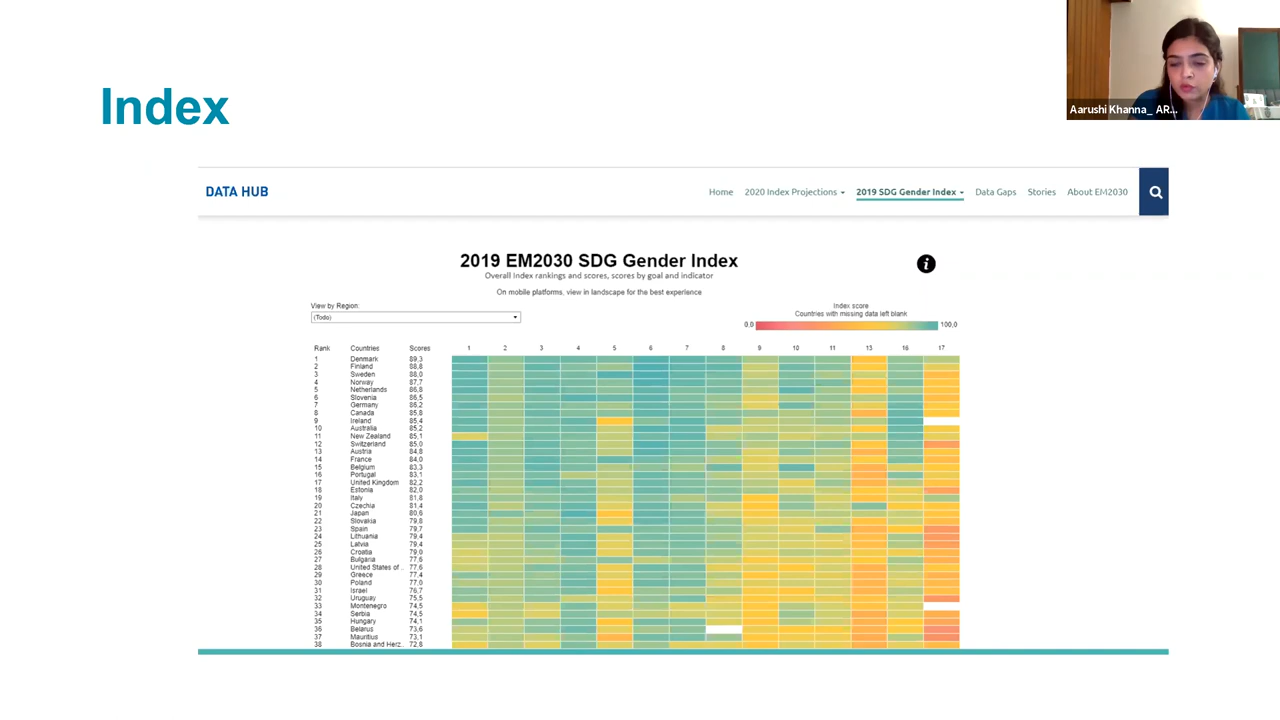 Aarushi Khanna_ AR...
Index
DATA HUB
Home 2020 Index Projections 2019 SDG Gender Index Data Gaps Stories About EM2030
2019 EM2030 SDG Gender Index
Overall Index rankings and scores, scores by goal and indicator
On mobile platforms, view in landscape for the best experience
View by Region:
(Todo)
Index score
Countries with missing data left blank
0,0 100,0
Rank Countries Scores 1 2 3 4 5 6 7 8 9 10 11 13 16 17
1 Denmark 89,3
2 Finland 88,8
3 Sweden 88,0
4 Norway 87,7
5 Netherlands 86,8
6 Slovenia 86,5
7 Germany 86,2
8 Canada 85,8
9 Ireland 85,4
10 Australia 85,2
11 New Zealand 85,1
12 Switzerland 85,0
13 Austria 84,8
14 France 84,0
15 Belgium 83,3
16 Portugal 83,1
17 United Kingdom 82,2
18 Estonia 82,0
19 Italy 81,8
20 Czechia 81,4
21 Japan 80,6
22 Slovakia 79,8
23 Spain 79,7
24 Lithuania 79,4
25 Latvia 79,4
26 Croatia 79,0
27 Bulgaria 77,6
28 United States of .. 77,6
29 Greece 77,4
30 Poland 77,0
31 Israel 76,7
32 Uruguay 75,5
33 Montenegro 74,5
34 Serbia 74,5
35 Hungary 74,1
36 Belarus 73,6
37 Mauritius 73,1
38 Bosnia and Herz.. 72,8